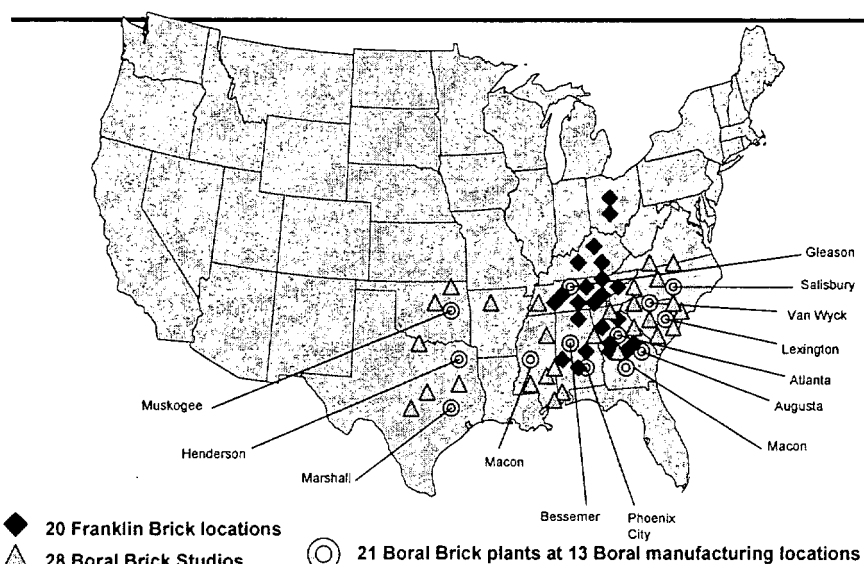 Gleason
Salisbury
Van Wyck
Lexington
Atlanta
Augusta
Macon
Muskogee
Henderson
Marshall
Macon
Bessemer
Phoenix
City
20 Franklin Brick locations
28 Boral Brick Studios
21 Boral Brick plants at 13 Boral manufacturing locations